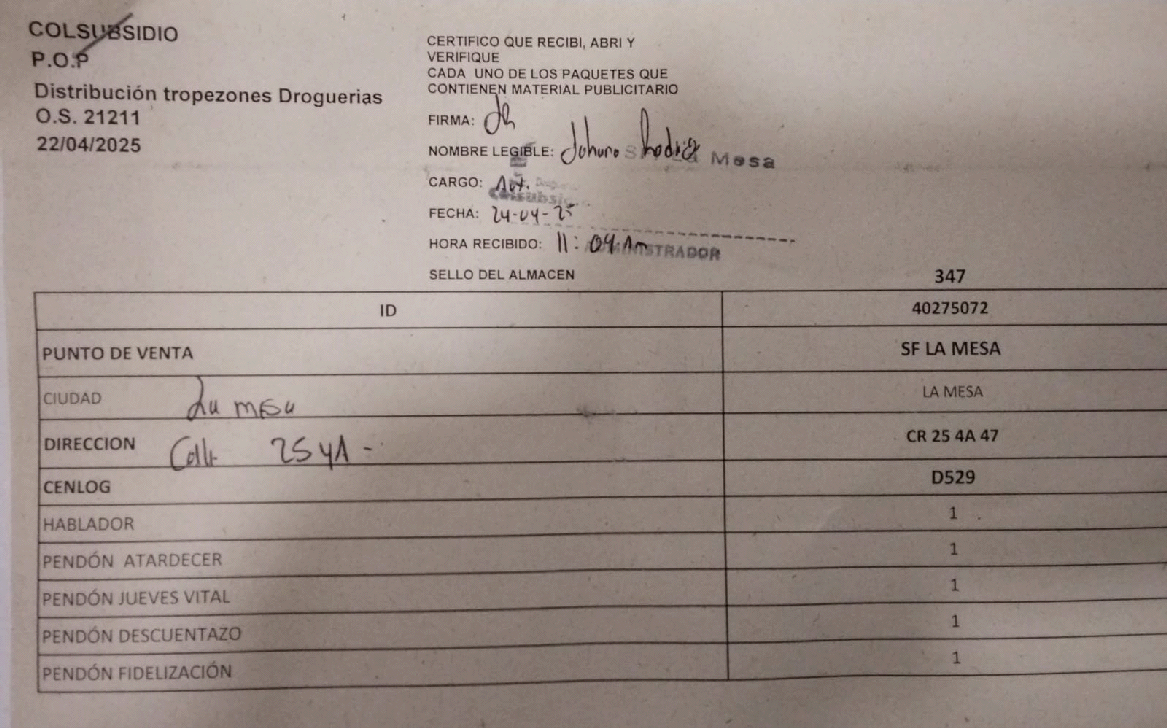 COLSUBSIDIO
P.O.P
Distribución tropezones Droguerias
O.S. 21211
22/04/2025
CERTIFICO QUE RECIBI, ABRI Y
VERIFIQUE
CADA UNO DE LOS PAQUETES QUE
CONTIENEN MATERIAL PUBLICITARIO
FIRMA:
NOMBRE LEGIBLE:
Mesa
CARGO:
Colsubsi
FECHA: 24-04-25
HORA RECIBIDO: 11:04 Am
ADMINISTRADOR
SELLO DEL ALMACEN
347
ID 40275072
PUNTO DE VENTA SF LA MESA
CIUDAD La mesa LA MESA
DIRECCION Calle 25 4A - CR 25 4A 47
CENLOG D529
HABLADOR 1
PENDÓN ATARDECER 1
PENDÓN JUEVES VITAL 1
PENDÓN DESCUENTAZO 1
PENDÓN FIDELIZACIÓN 1